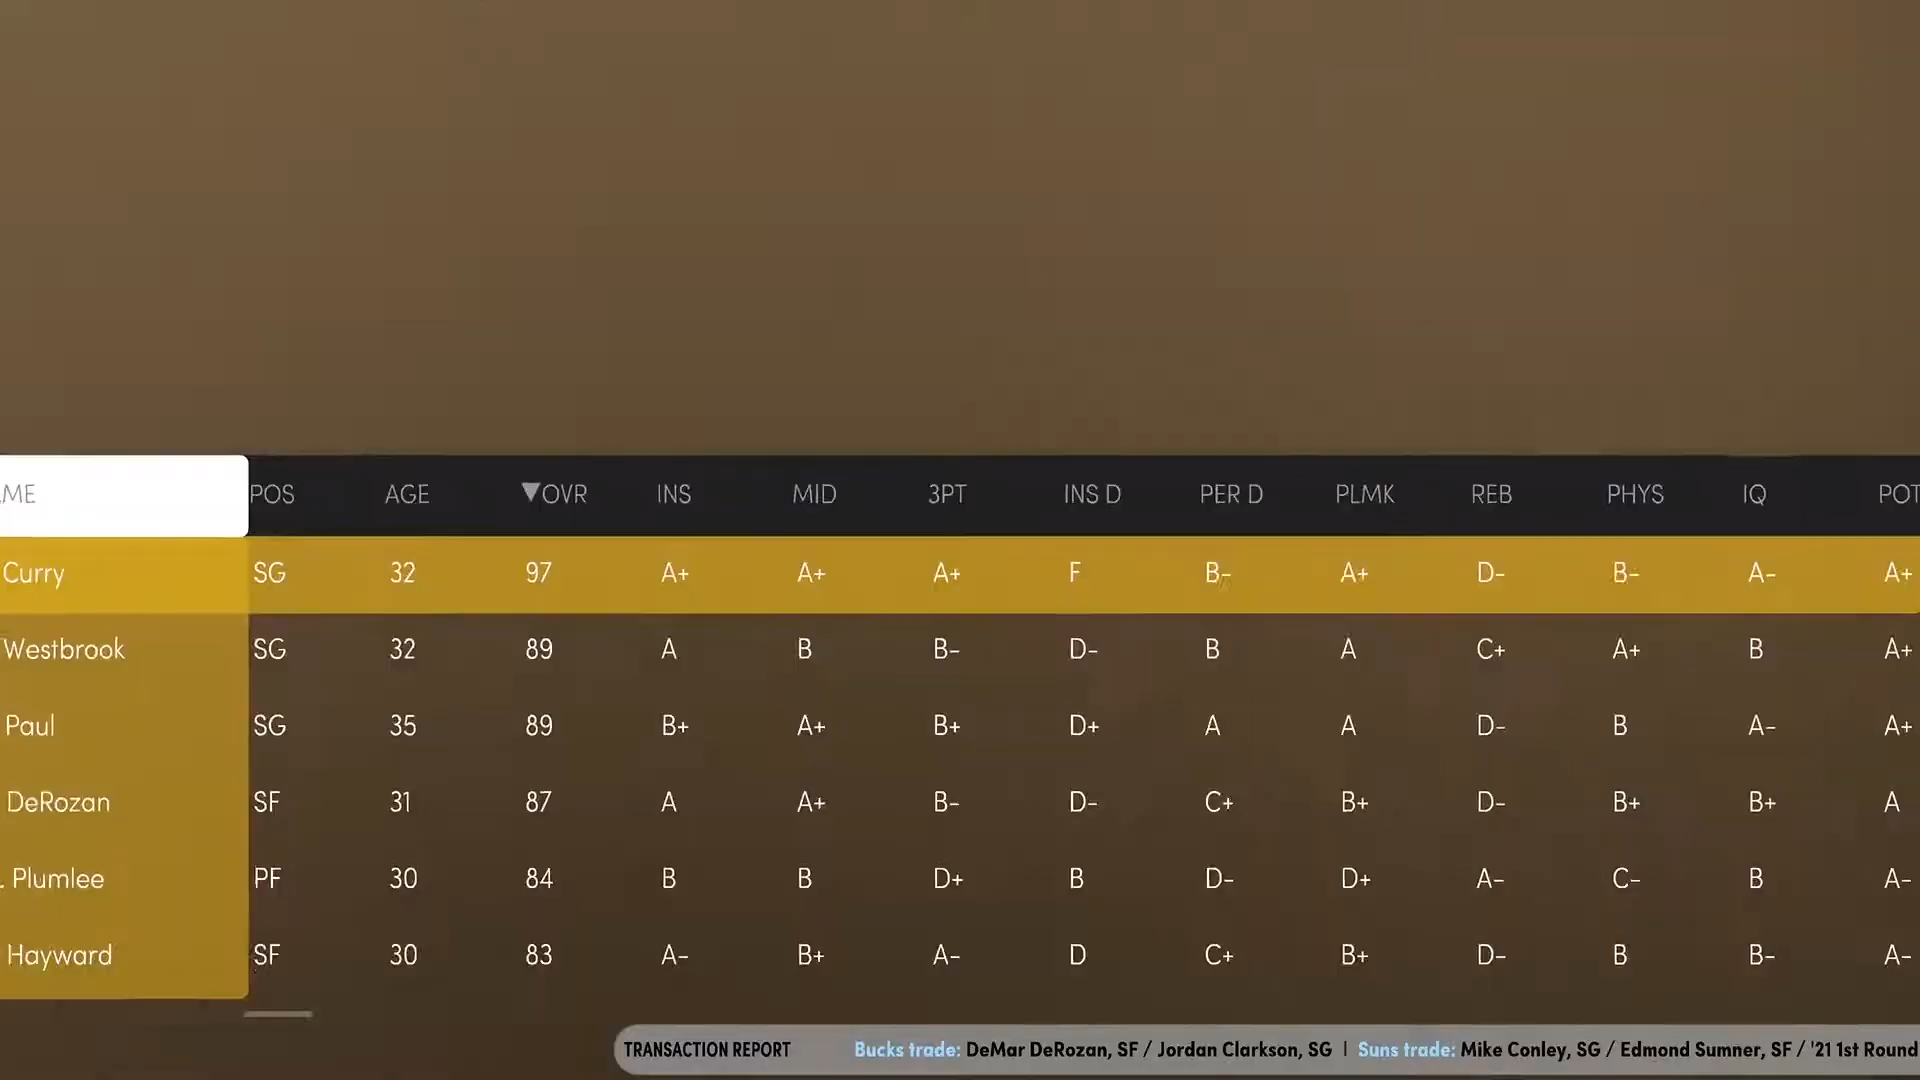 ME POS AGE ▼OVR INS MID 3PT INS D PER D PLMK REB PHYS IQ POT
Curry SG 32 97 A+ A+ A+ F B- A+ D- B- A- A+
Westbrook SG 32 89 A B B- D- B A C+ A+ B A+
Paul SG 35 89 B+ A+ B+ D+ A A D- B A- A+
DeRozan SF 31 87 A A+ B- D- C+ B+ D- B+ B+ A
. Plumlee PF 30 84 B B D+ B D- D+ A- C- B A-
Hayward SF 30 83 A- B+ A- D C+ B+ D- B B- A-
TRANSACTION REPORT Bucks trade: DeMar DeRozan, SF / Jordan Clarkson, SG | Suns trade: Mike Conley, SG / Edmond Sumner, SF / '21 1st Round